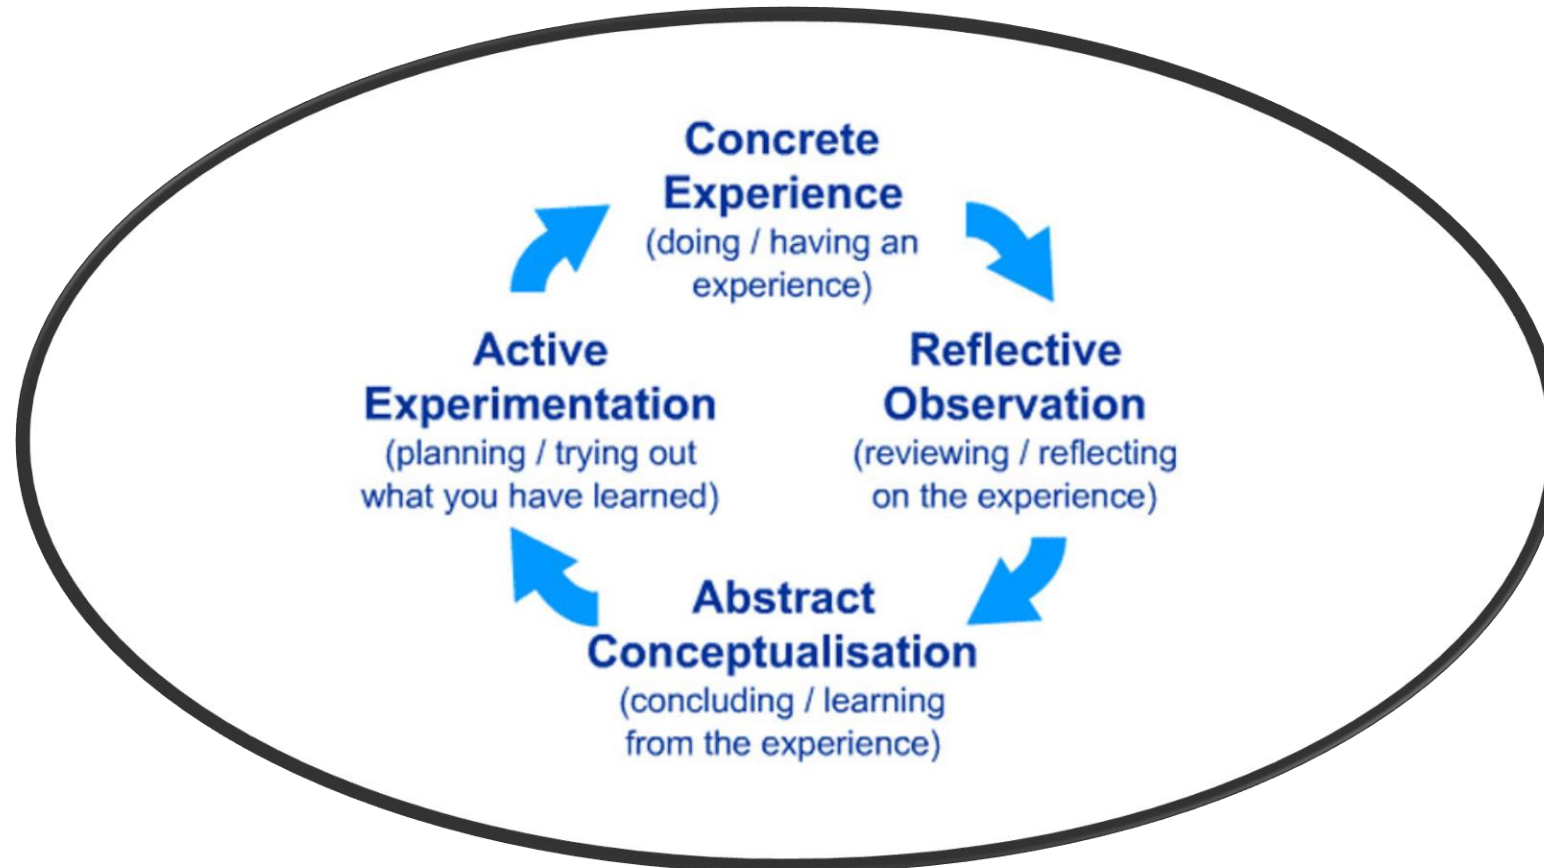 Concrete
Experience
(doing / having an
experience)
Reflective
Observation
(reviewing / reflecting
on the experience)
Abstract
Conceptualisation
(concluding / learning
from the experience)
Active
Experimentation
(planning / trying out
what you have learned)